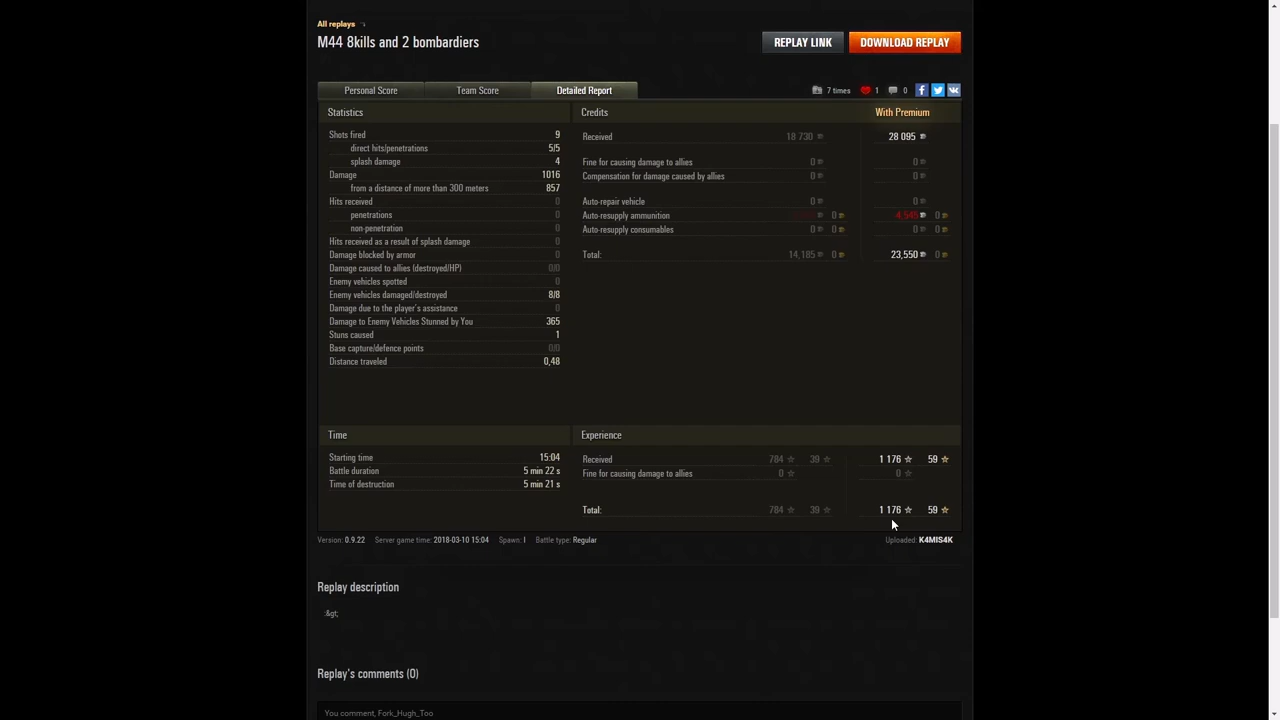 All replays
M44 8kills and 2 bombardiers
REPLAY LINK
DOWNLOAD REPLAY
Personal Score
Team Score
Detailed Report
7 times
1
0
Statistics
Shots fired 9
direct hits/penetrations 5/5
splash damage 4
Damage 1016
from a distance of more than 300 meters 857
Hits received 0
penetrations 0
non-penetration 0
Hits received as a result of splash damage 0
Damage blocked by armor 0
Damage caused to allies (destroyed/HP) 0/0
Enemy vehicles spotted 0
Enemy vehicles damaged/destroyed 8/8
Damage due to the player's assistance 0
Damage to Enemy Vehicles Stunned by You 365
Stuns caused 1
Base capture/defence points 0/0
Distance traveled 0,48
Credits With Premium
Received 18 730 28 095
Fine for causing damage to allies 0 0
Compensation for damage caused by allies 0 0
Auto-repair vehicle 0 0
Auto-resupply ammunition 0 4,545 0
Auto-resupply consumables 0 0 0 0
Total: 14,185 0 23,550 0
Time
Starting time 15:04
Battle duration 5 min 22 s
Time of destruction 5 min 21 s
Experience
Received 784 39 1 176 59
Fine for causing damage to allies 0 0
Total: 784 39 1 176 59
Version: 0.9.22 Server game time: 2018-03-10 15:04 Spawn: I Battle type: Regular Uploaded: K4MIS4K
Replay description
:&gt;
Replay's comments (0)
You comment, Fork_Hugh_Too